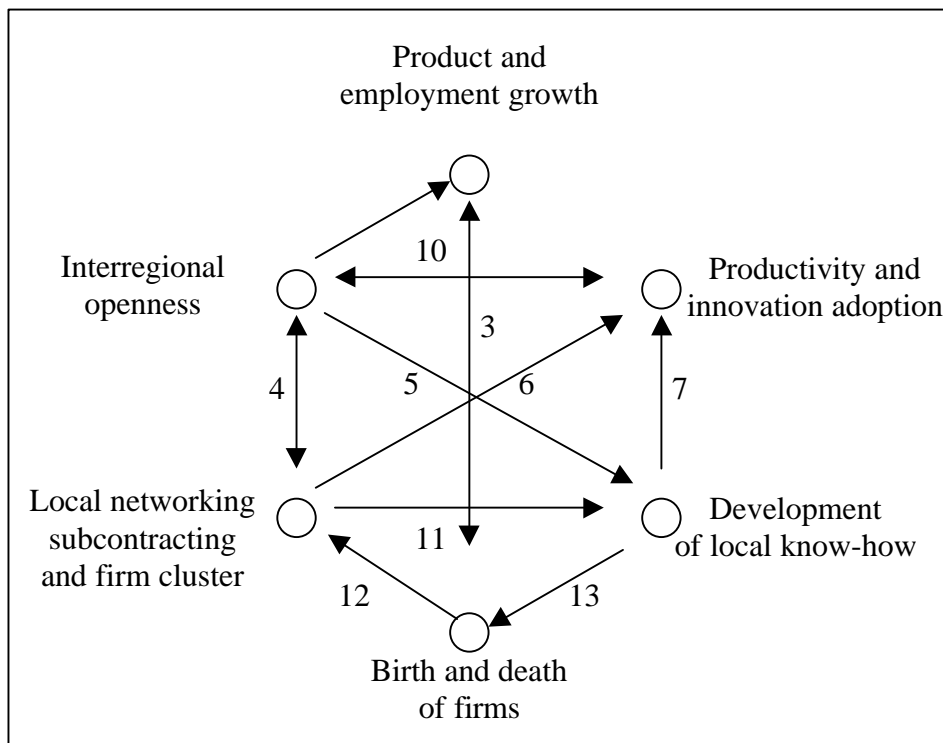 Product and
employment growth
10
Interregional
openness
Productivity and
innovation adoption
3
4
5
6
7
Local networking
subcontracting
and firm cluster
11
Development
of local know-how
12
13
Birth and death
of firms